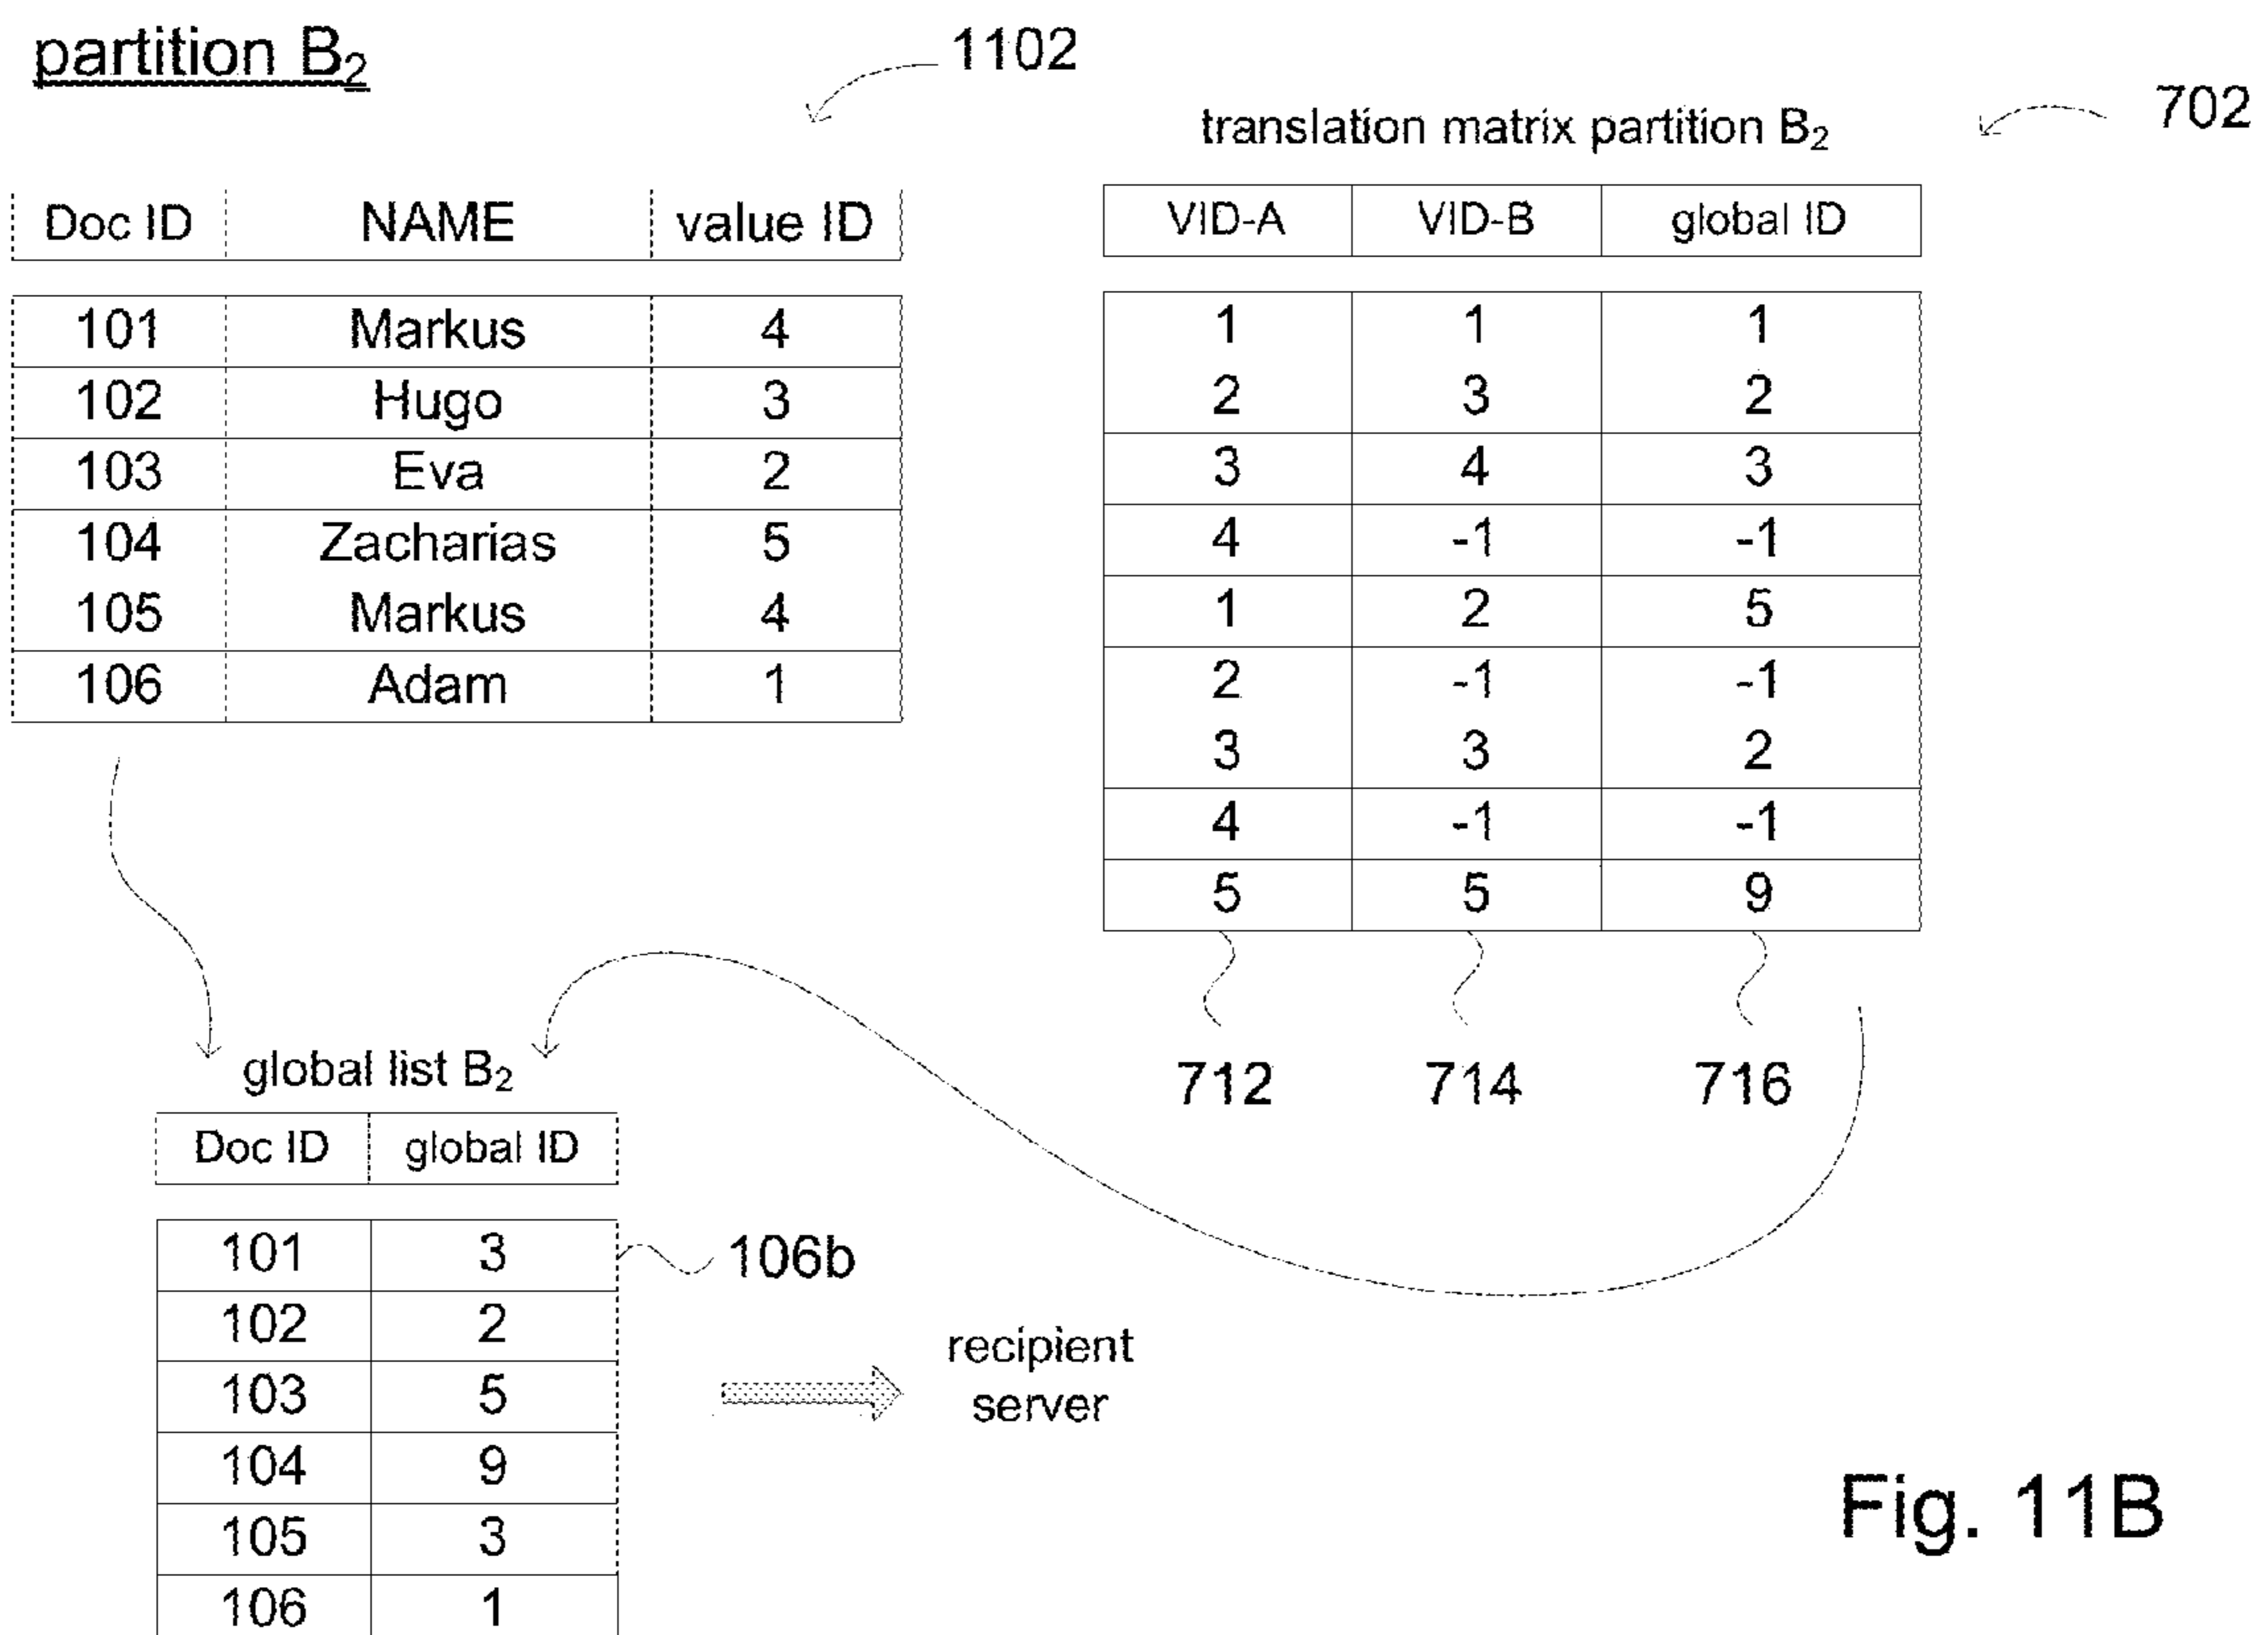 partition B₂
1102
Doc ID NAME value ID
101 Markus 4
102 Hugo 3
103 Eva 2
104 Zacharias 5
105 Markus 4
106 Adam 1
702
translation matrix partition B₂
VID-A VID-B global ID
1 1 1
2 3 2
3 4 3
4 -1 -1
1 2 5
2 -1 -1
3 3 2
4 -1 -1
5 5 9
712 714 716
global list B₂
Doc ID global ID
101 3
102 2
103 5
104 9
105 3
106 1
106b
recipient
server
Fig. 11B